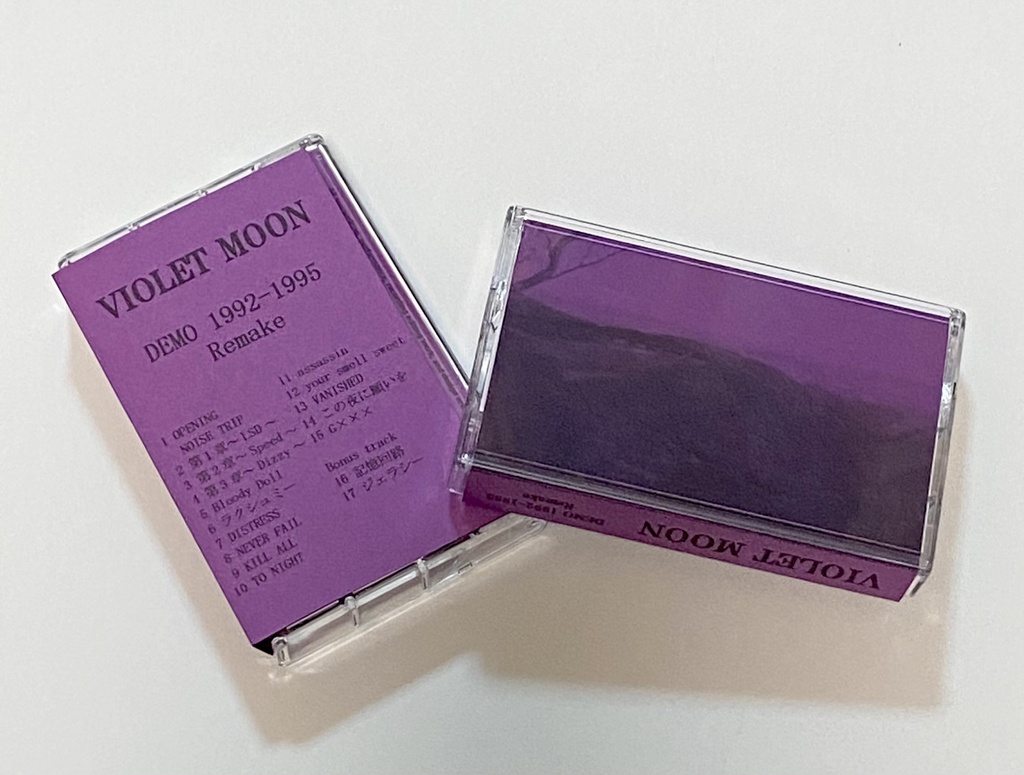 VIOLET MOON
DEMO 1992-1995
Remake
1 OPENING
NOISE TRIP
2 第1章～LSD～
3 第2章～Speed～
4 第3章～Dizzy～
5 Bloody Doll
6 ラクシュミー
7 DISTRESS
8 NEVER FAIL
9 KILL ALL
10 TO NIGHT
11 assassin
12 your smell sweet
13 VANISHED
14 この夜に願いを
15 G×××
Bonus track
16 記憶回路
17 ジェラシー
VIOLET MOON
DEMO 1992-1995
Remake